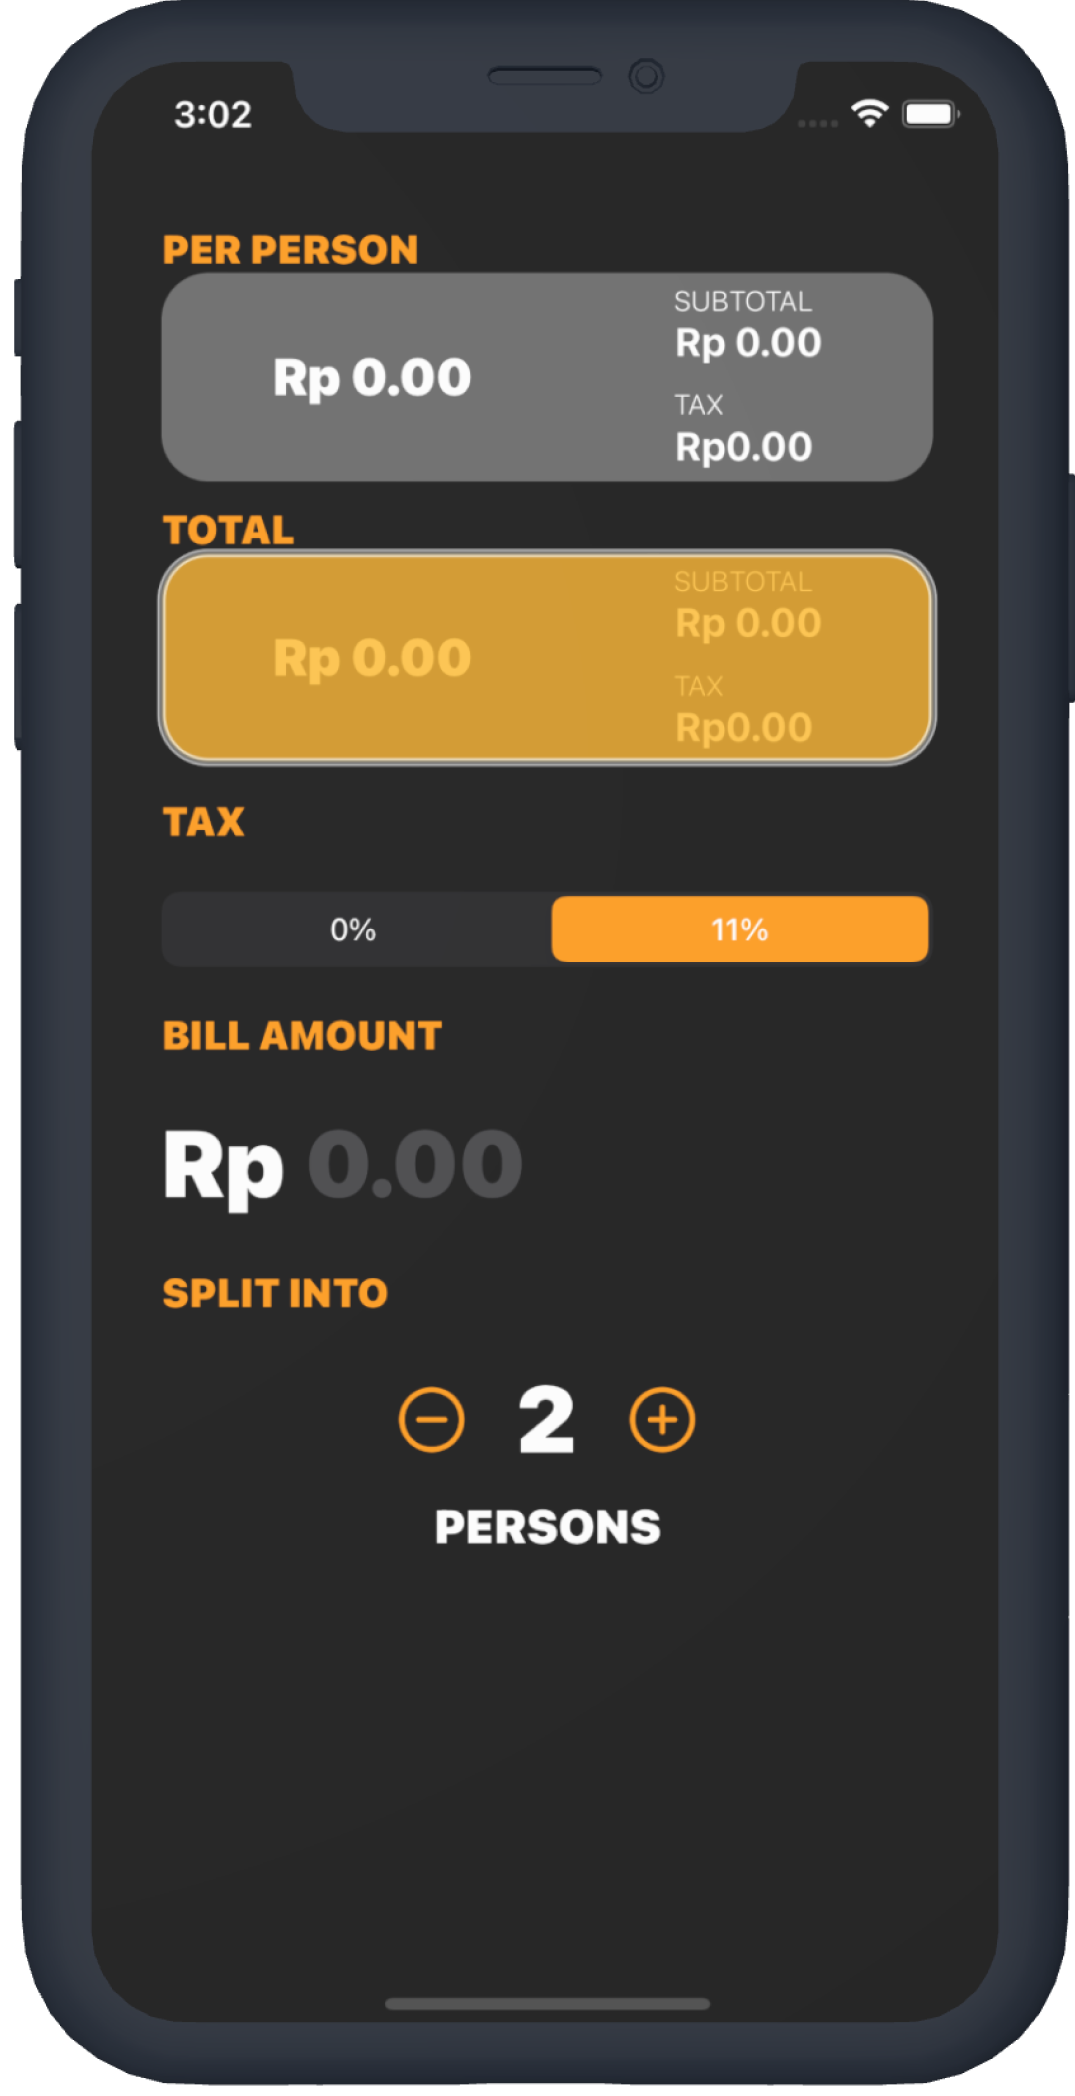 3:02
PER PERSON
Rp 0.00
SUBTOTAL
Rp 0.00
TAX
Rp0.00
TOTAL
Rp 0.00
SUBTOTAL
Rp 0.00
TAX
Rp0.00
TAX
0% 11%
BILL AMOUNT
Rp 0.00
SPLIT INTO
2
PERSONS